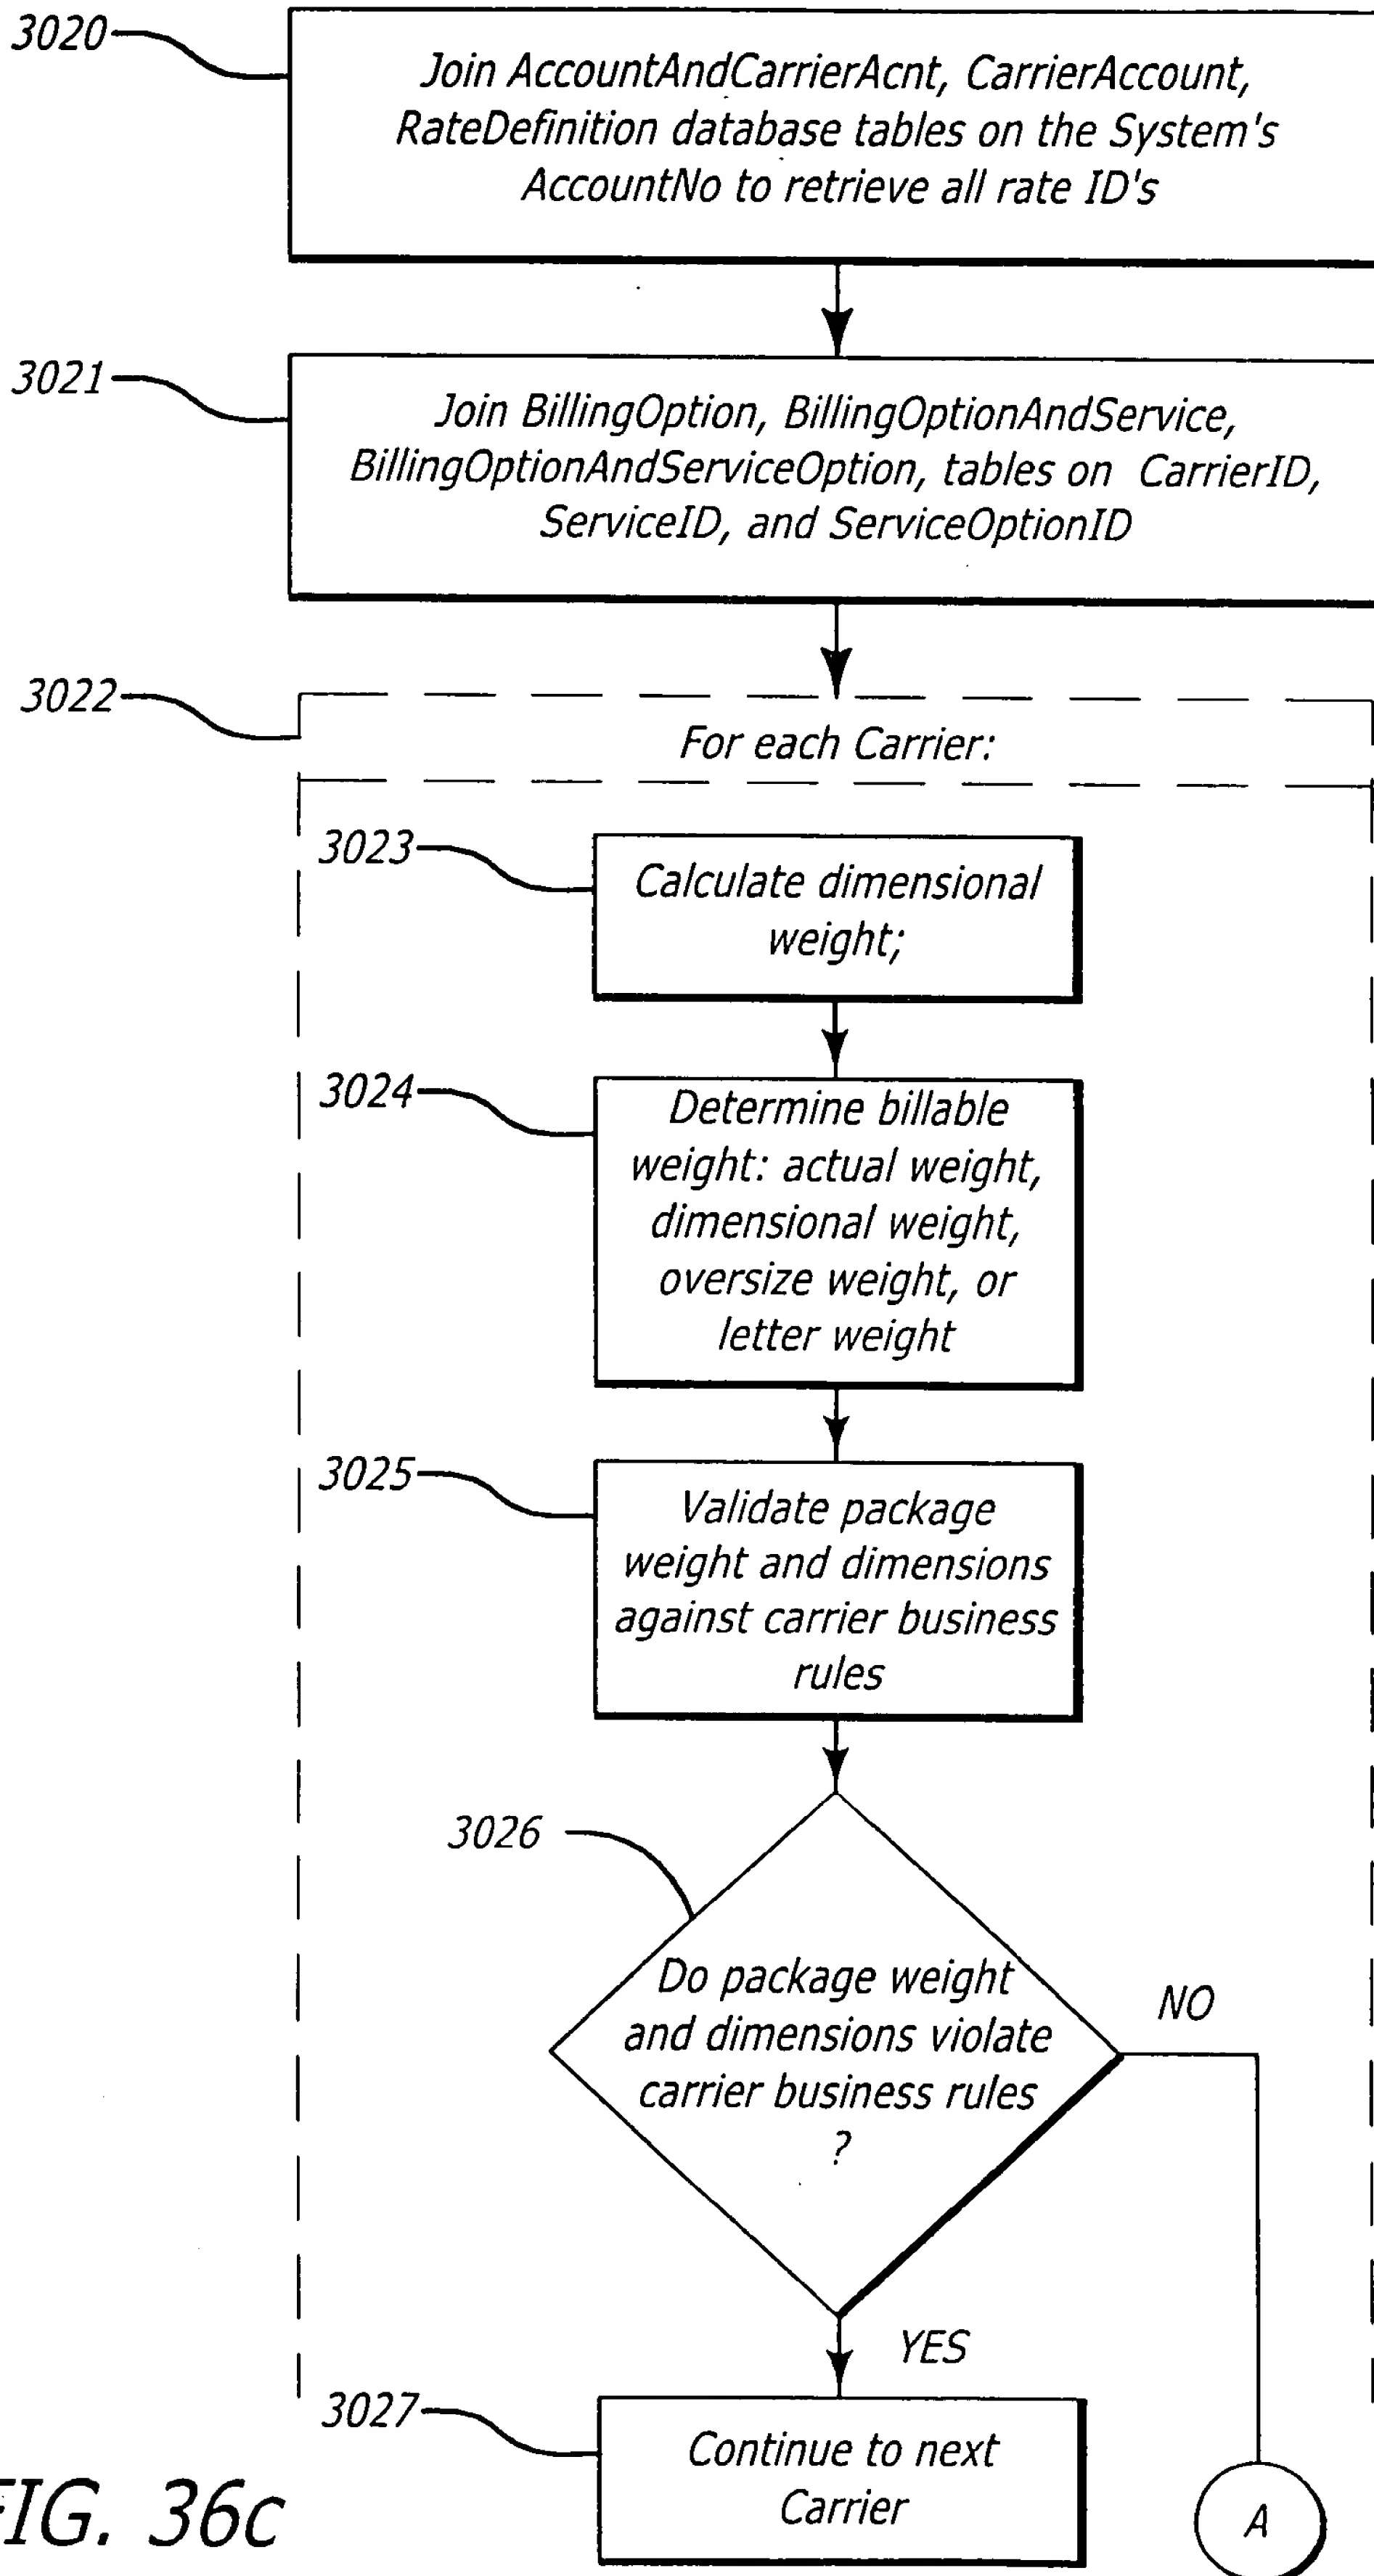 3020
Join AccountAndCarrierAcnt, CarrierAccount,
RateDefinition database tables on the System's
AccountNo to retrieve all rate ID's
3021
Join BillingOption, BillingOptionAndService,
BillingOptionAndServiceOption, tables on CarrierID,
ServiceID, and ServiceOptionID
3022
For each Carrier:
3023
Calculate dimensional
weight;
3024
Determine billable
weight: actual weight,
dimensional weight,
oversize weight, or
letter weight
3025
Validate package
weight and dimensions
against carrier business
rules
3026
Do package weight
and dimensions violate
carrier business rules
?
NO
YES
3027
Continue to next
Carrier
A
FIG. 36c